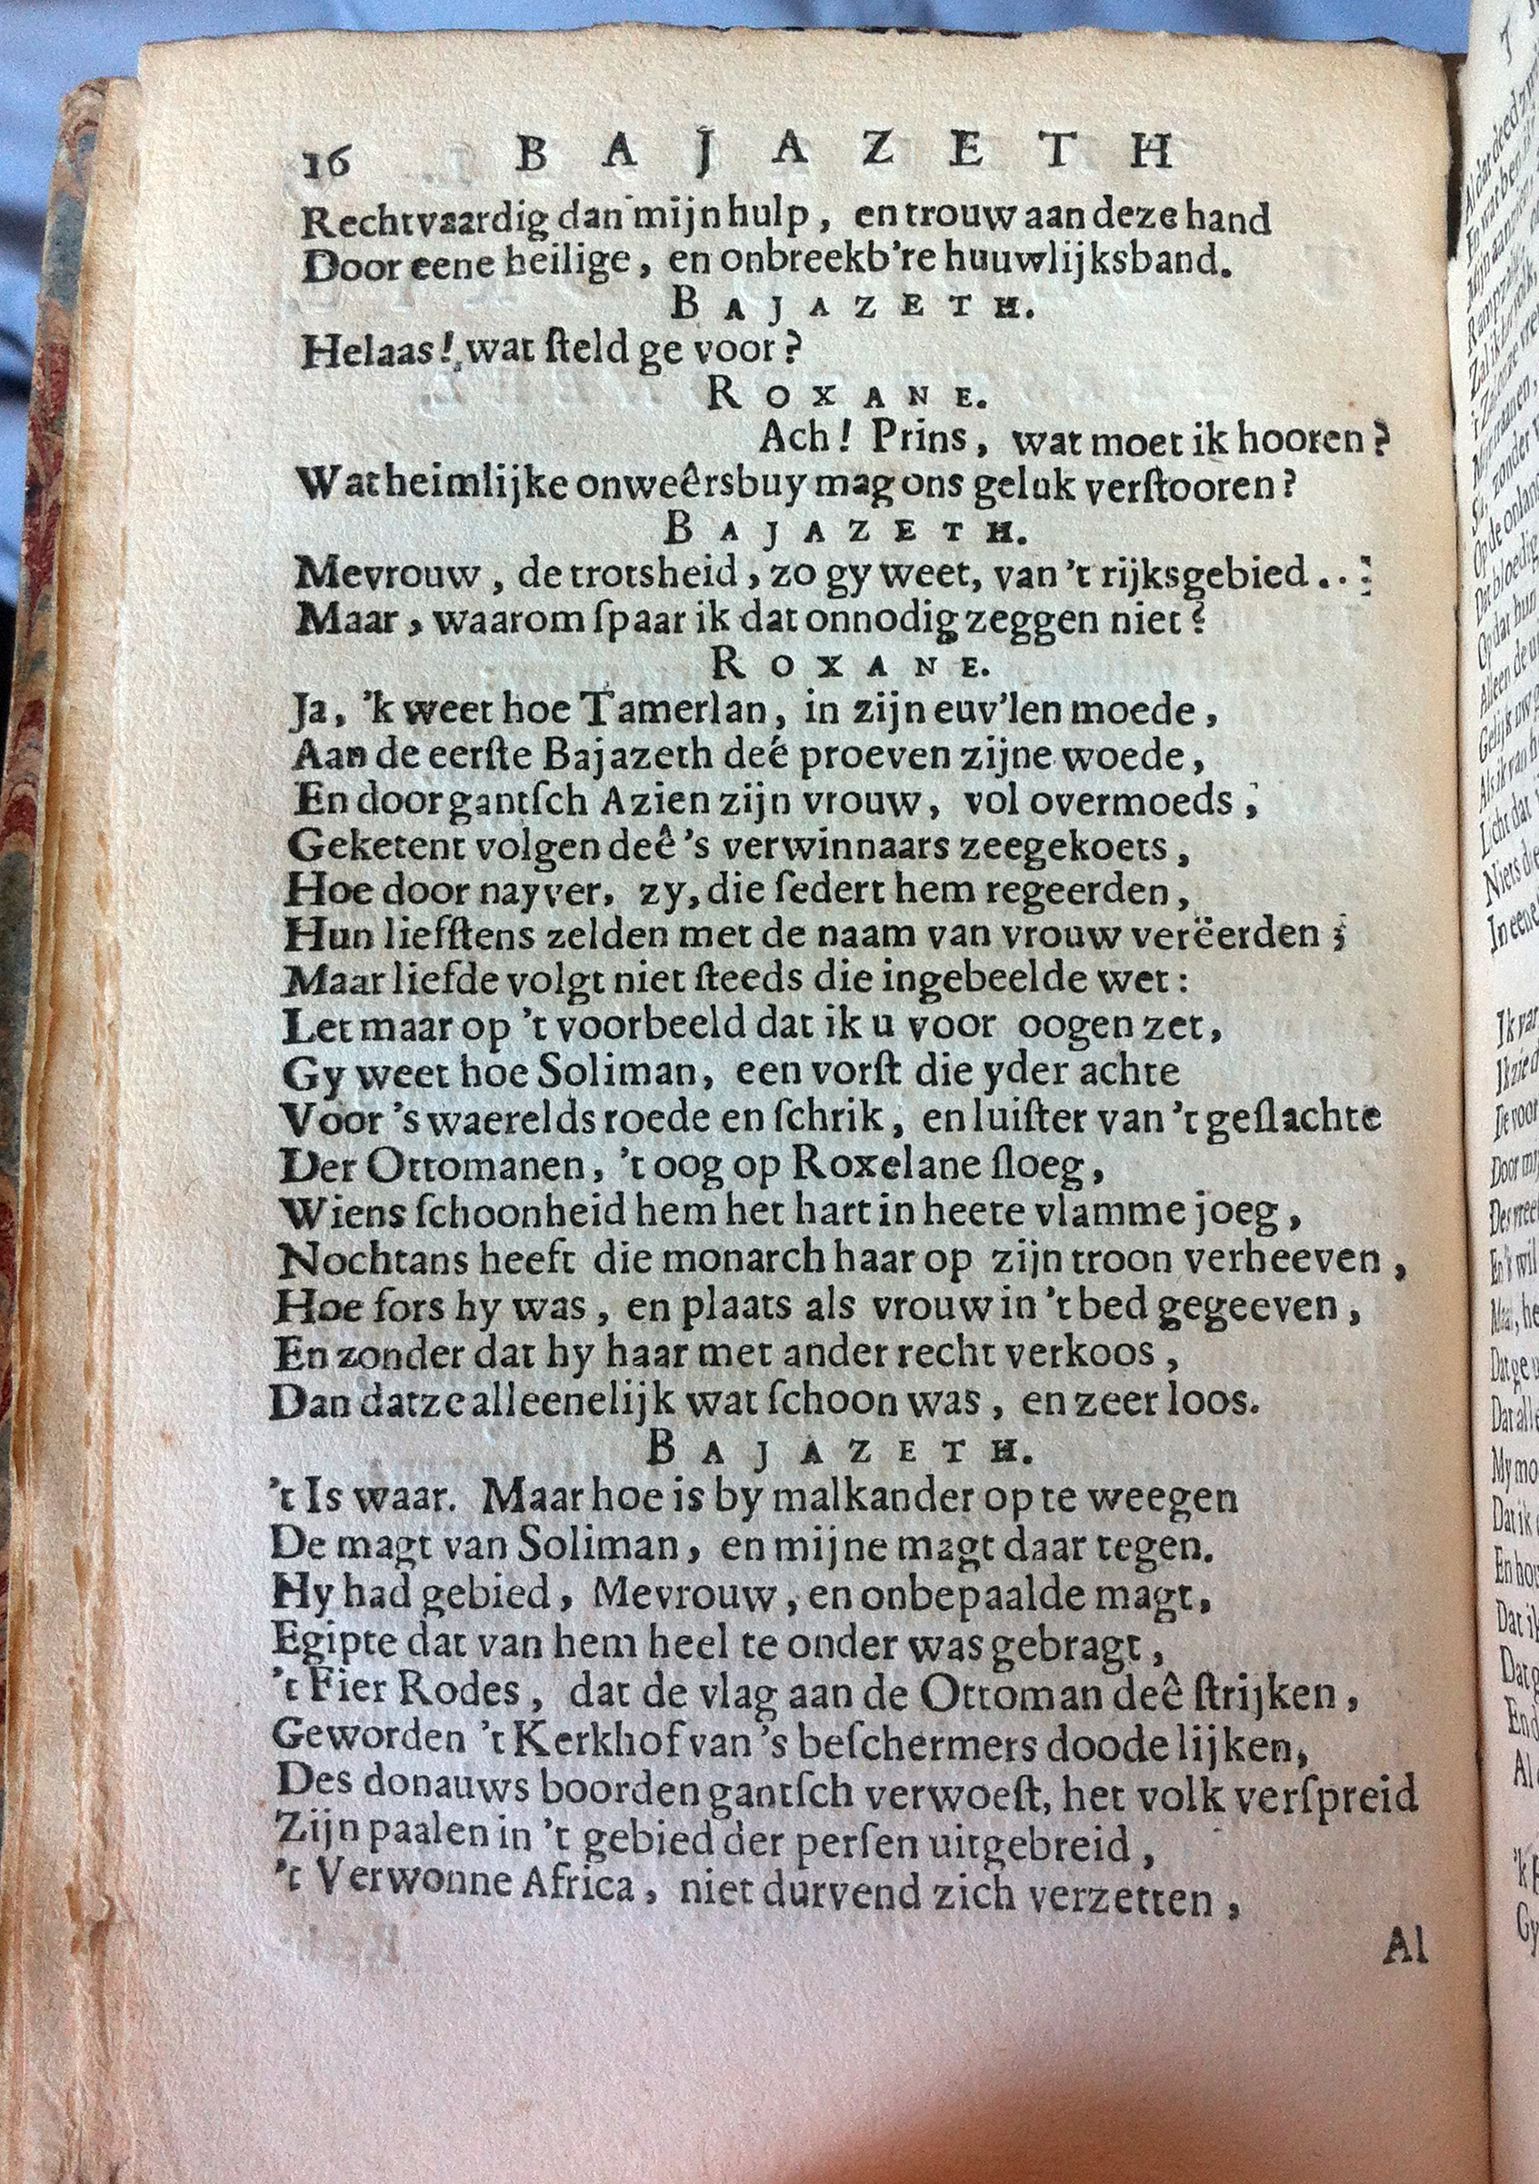 16 BAJAZETH
Rechtvaardig dan mijn hulp, en trouw aan deze hand
Door eene heilige, en onbreekb're huuwlijksband.
BAJAZETH.
Helaas! wat ſteld ge voor?
ROXANE.
Ach! Prins, wat moet ik hooren?
Wat heimlijke onweêrsbuy mag ons geluk verſtooren?
BAJAZETH.
Mevrouw, de trotsheid, zo gy weet, van 't rijksgebied...
Maar, waarom ſpaar ik dat onnodig zeggen niet?
ROXANE.
Ja, 'k weet hoe Tamerlan, in zijn euv'len moede,
Aan de eerſte Bajazeth deé proeven zijne woede,
En door gantſch Azien zijn vrouw, vol overmoeds,
Geketent volgen deê 's verwinnaars zeegekoets,
Hoe door nayver, zy, die ſedert hem regeerden,
Hun liefſtens zelden met de naam van vrouw vereërden;
Maar liefde volgt niet ſteeds die ingebeelde wet:
Let maar op 't voorbeeld dat ik u voor oogen zet,
Gy weet hoe Soliman, een vorſt die yder achte
Voor 's waerelds roede en ſchrik, en luiſter van 't geſlachte
Der Ottomanen, 't oog op Roxelane ſloeg,
Wiens ſchoonheid hem het hart in heete vlamme joeg,
Nochtans heeft die monarch haar op zijn troon verheeven,
Hoe fors hy was, en plaats als vrouw in 't bed gegeeven,
En zonder dat hy haar met ander recht verkoos,
Dan datze alleenelijk wat ſchoon was, en zeer loos.
BAJAZETH.
't Is waar. Maar hoe is by malkander op te weegen
De magt van Soliman, en mijne magt daar tegen.
Hy had gebied, Mevrouw, en onbepaalde magt,
Egipte dat van hem heel te onder was gebragt,
't Fier Rodes, dat de vlag aan de Ottoman deê ſtrijken,
Geworden 't Kerkhof van 's beſchermers doode lijken,
Des donauws boorden gantſch verwoeſt, het volk verſpreid
Zijn paalen in 't gebied der perſen uitgebreid,
't Verwonne Africa, niet durvend zich verzetten,
Al